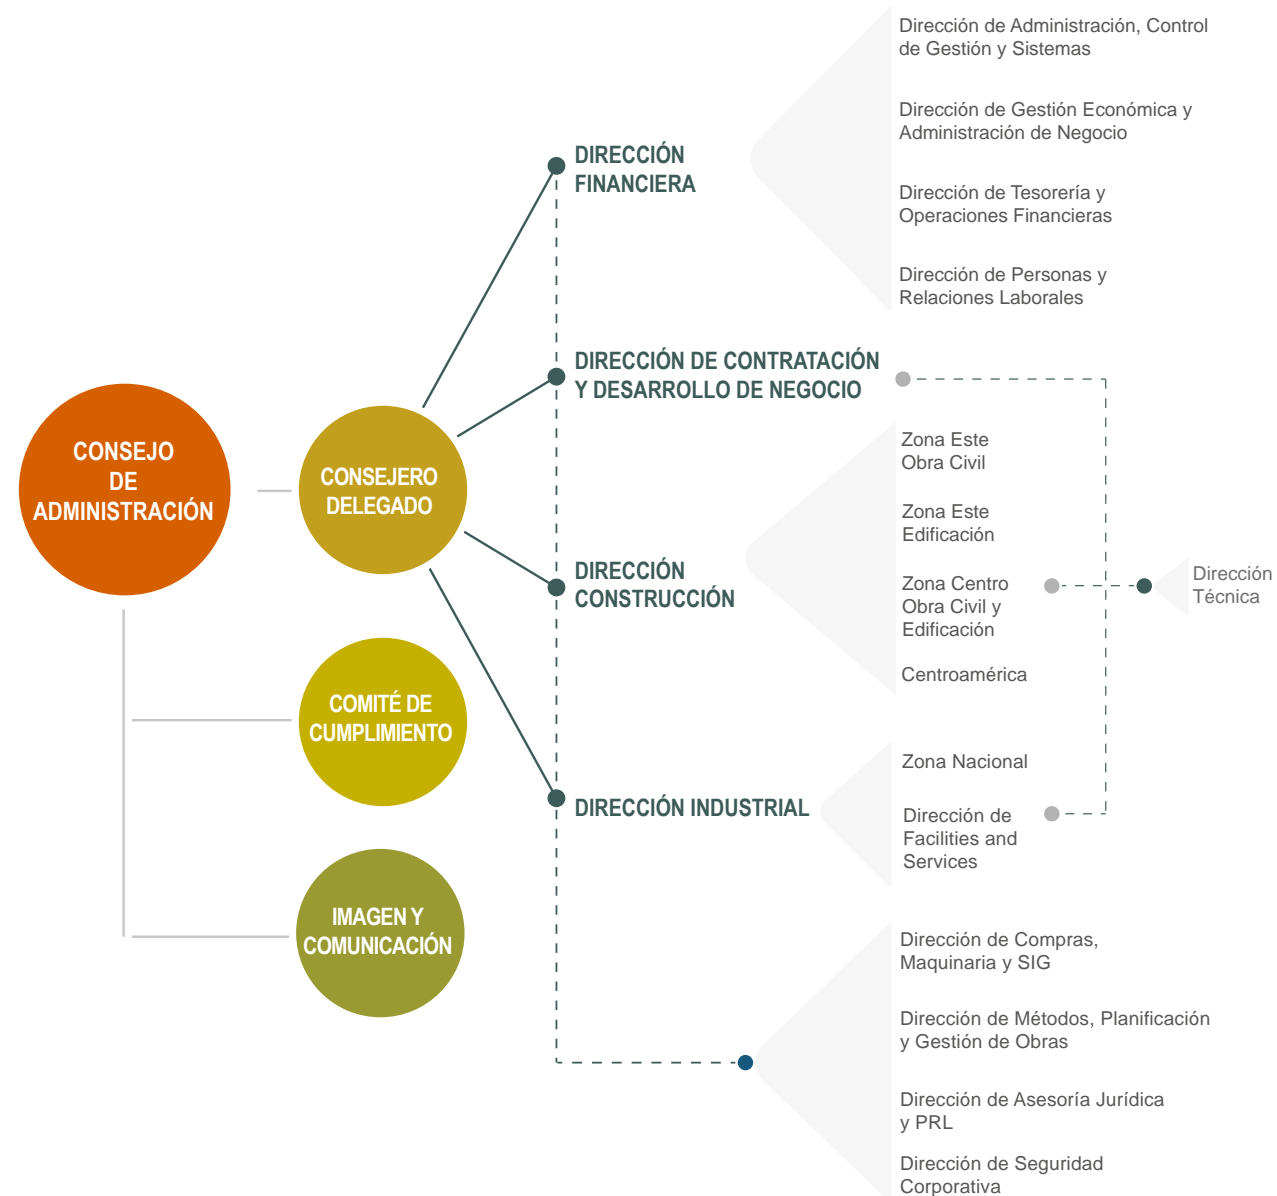 CONSEJO
DE
ADMINISTRACIÓN
CONSEJERO
DELEGADO
COMITÉ DE
CUMPLIMIENTO
IMAGEN Y
COMUNICACIÓN
DIRECCIÓN
FINANCIERA
Dirección de Administración, Control
de Gestión y Sistemas
Dirección de Gestión Económica y
Administración de Negocio
Dirección de Tesorería y
Operaciones Financieras
Dirección de Personas y
Relaciones Laborales
DIRECCIÓN DE CONTRATACIÓN
Y DESARROLLO DE NEGOCIO
DIRECCIÓN
CONSTRUCCIÓN
Zona Este
Obra Civil
Zona Este
Edificación
Zona Centro
Obra Civil y
Edificación
Centroamérica
DIRECCIÓN INDUSTRIAL
Zona Nacional
Dirección de
Facilities and
Services
Dirección
Técnica
Dirección de Compras,
Maquinaria y SIG
Dirección de Métodos, Planificación
y Gestión de Obras
Dirección de Asesoría Jurídica
y PRL
Dirección de Seguridad
Corporativa